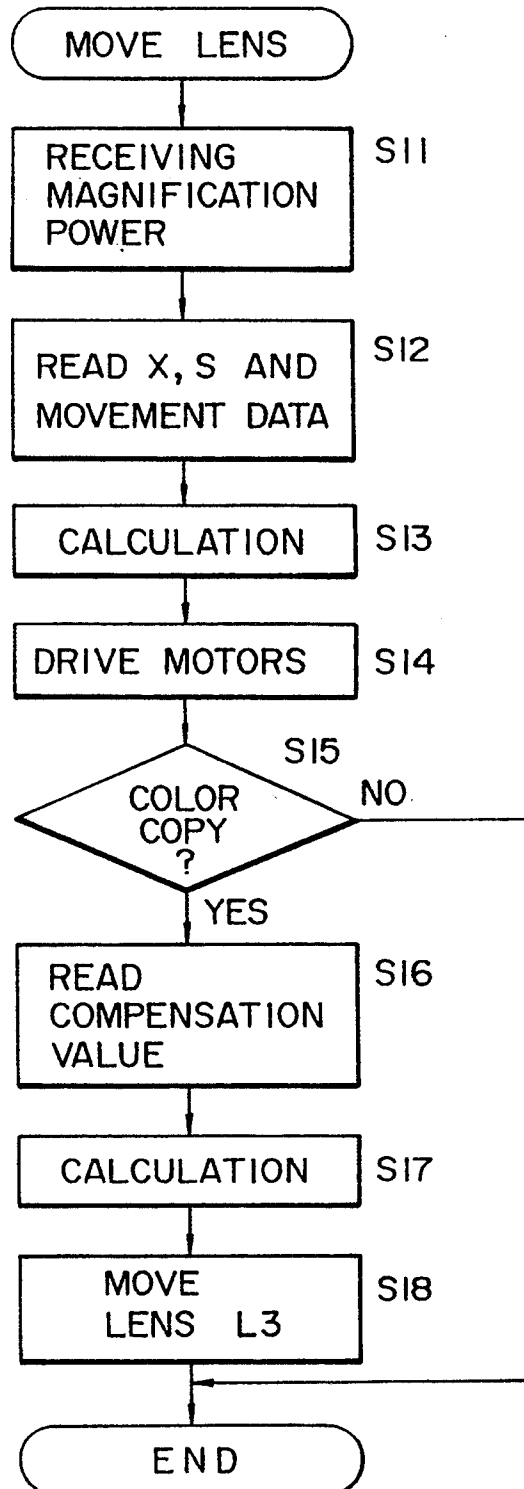 MOVE LENS
RECEIVING
MAGNIFICATION
POWER
S11
READ X, S AND
MOVEMENT DATA
S12
CALCULATION
S13
DRIVE MOTORS
S14
S15
COLOR
COPY
?
NO
YES
READ
COMPENSATION
VALUE
S16
CALCULATION
S17
MOVE
LENS L3
S18
END